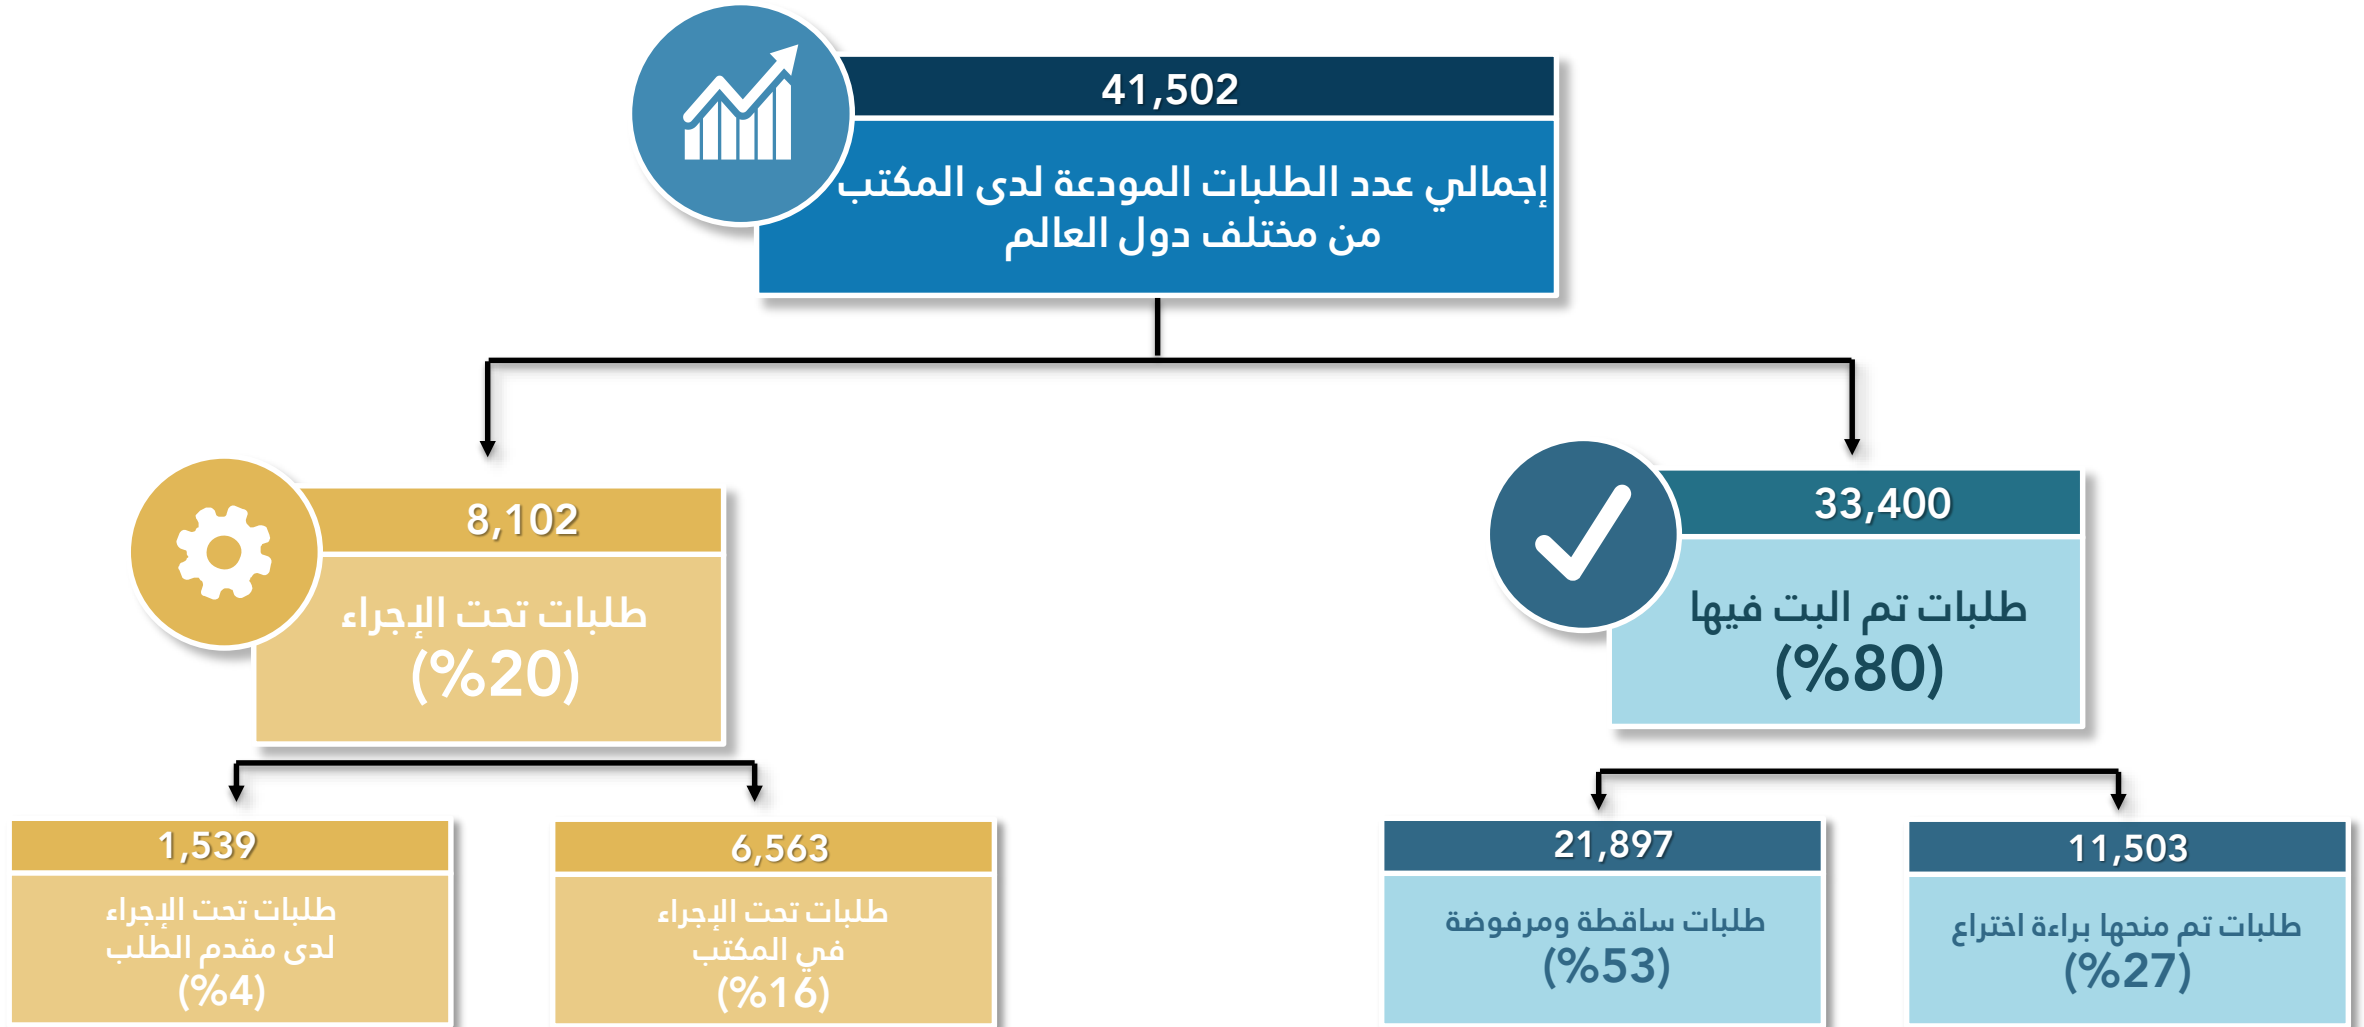 41,502
إجمالي عدد الطلبات المودعة لدى المكتب
من مختلف دول العالم
33,400
طلبات تم البت فيها
(%80)
8,102
طلبات تحت الإجراء
(%20)
11,503
طلبات تم منحها براءة اختراع
(%27)
21,897
طلبات ساقطة ومرفوضة
(%53)
6,563
طلبات تحت الإجراء
في المكتب
(%16)
1,539
طلبات تحت الإجراء
لدى مقدم الطلب
(%4)